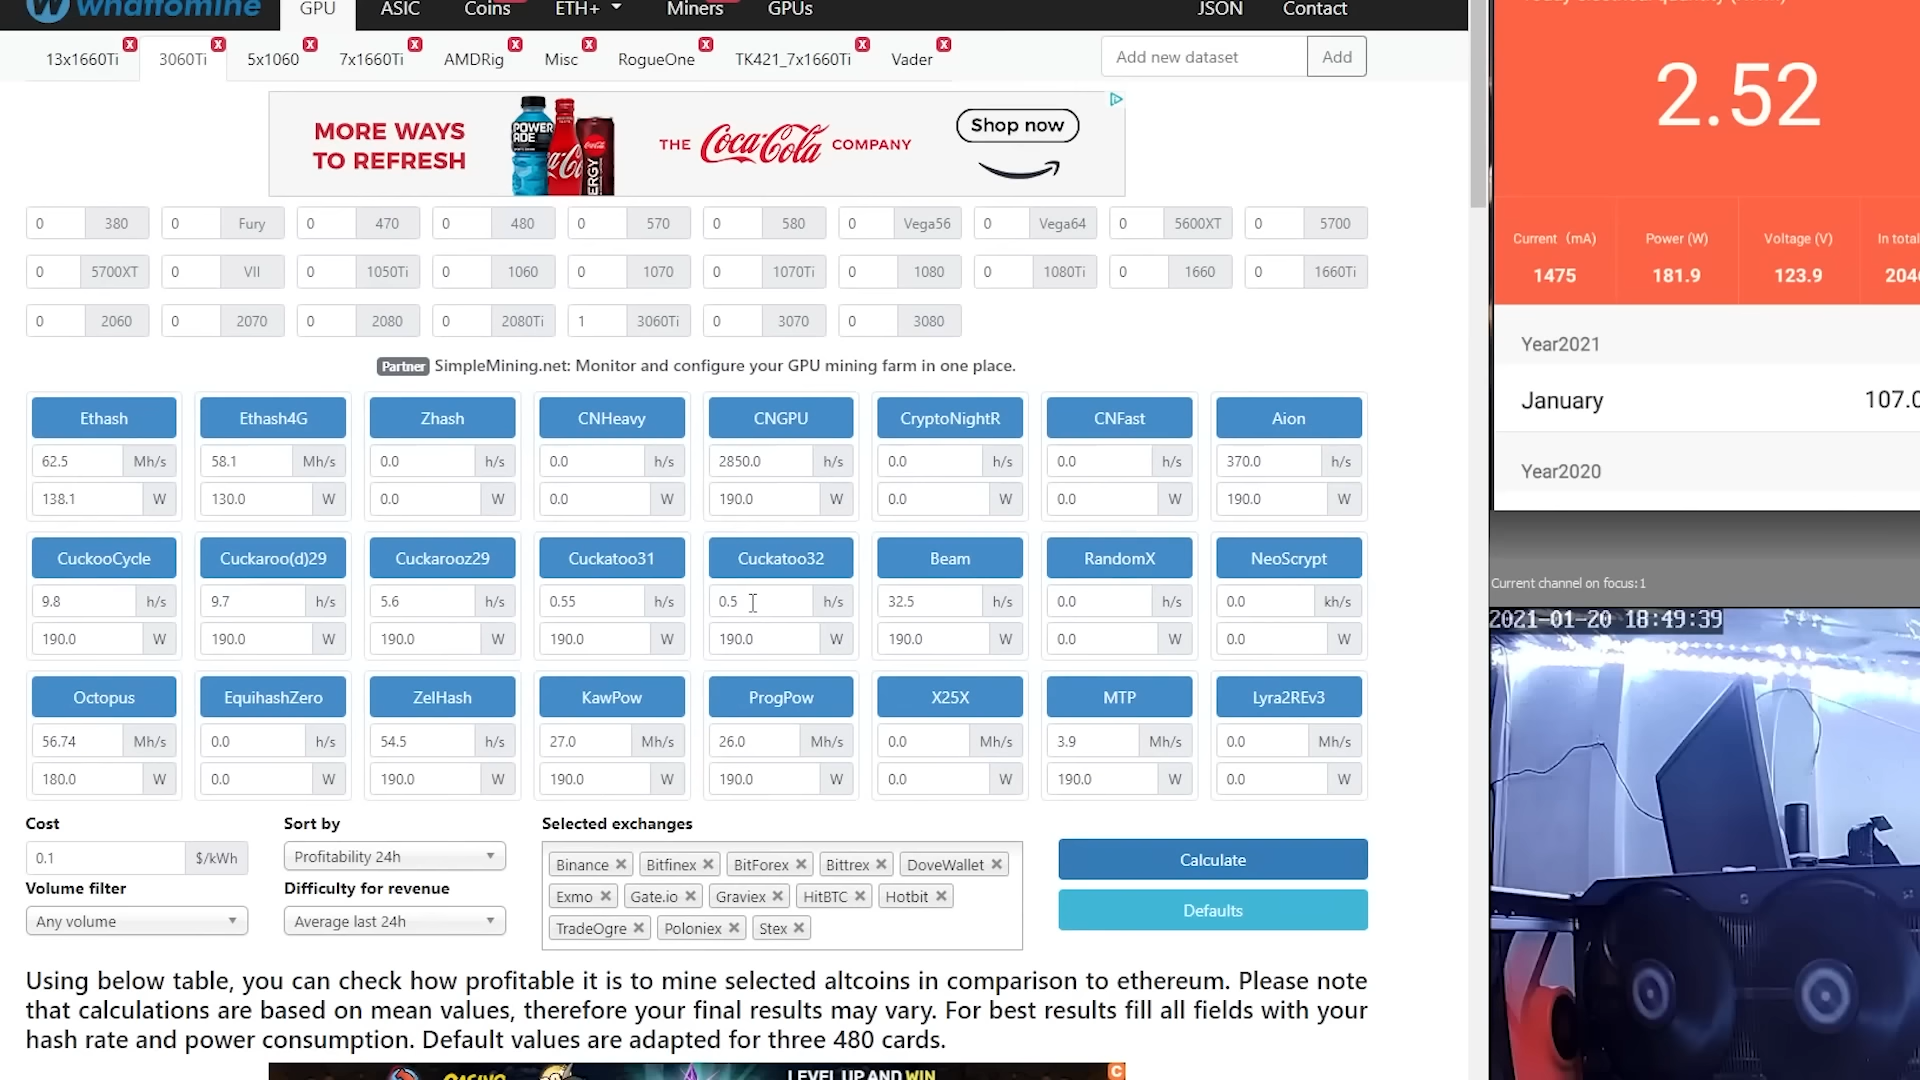 whattomine
GPU ASIC Coins ETH+ Miners GPUs JSON Contact
13x1660Ti x 3060Ti x 5x1060 x 7x1660Ti x AMDRig x Misc x RogueOne x TK421_7x1660Ti x Vader x Add new dataset Add
MORE WAYS
TO REFRESH
POWER
ADE
ENERGY
THE Coca-Cola COMPANY
Shop now
0 380 0 Fury 0 470 0 480 0 570 0 580 0 Vega56 0 Vega64 0 5600XT 0 5700
0 5700XT 0 VII 0 1050Ti 0 1060 0 1070 0 1070Ti 0 1080 0 1080Ti 0 1660 0 1660Ti
0 2060 0 2070 0 2080 0 2080Ti 1 3060Ti 0 3070 0 3080
Partner SimpleMining.net: Monitor and configure your GPU mining farm in one place.
Ethash Ethash4G Zhash CNHeavy CNGPU CryptoNightR CNFast Aion
62.5 Mh/s 58.1 Mh/s 0.0 h/s 0.0 h/s 2850.0 h/s 0.0 h/s 0.0 h/s 370.0 h/s
138.1 W 130.0 W 0.0 W 0.0 W 190.0 W 0.0 W 0.0 W 190.0 W
CuckooCycle Cuckaroo(d)29 Cuckarooz29 Cuckatoo31 Cuckatoo32 Beam RandomX NeoScrypt
9.8 h/s 9.7 h/s 5.6 h/s 0.55 h/s 0.5 h/s 32.5 h/s 0.0 h/s 0.0 kh/s
190.0 W 190.0 W 190.0 W 190.0 W 190.0 W 190.0 W 0.0 W 0.0 W
Octopus EquihashZero ZelHash KawPow ProgPow X25X MTP Lyra2REv3
56.74 Mh/s 0.0 h/s 54.5 h/s 27.0 Mh/s 26.0 Mh/s 0.0 Mh/s 3.9 Mh/s 0.0 Mh/s
180.0 W 0.0 W 190.0 W 190.0 W 190.0 W 0.0 W 190.0 W 0.0 W
Cost Sort by Selected exchanges
0.1 $/kWh Profitability 24h Binance Bitfinex BitForex Bittrex DoveWallet Calculate
Volume filter Difficulty for revenue Exmo Gate.io Graviex HitBTC Hotbit
Any volume Average last 24h TradeOgre Poloniex Stex Defaults
Using below table, you can check how profitable it is to mine selected altcoins in comparison to ethereum. Please note
that calculations are based on mean values, therefore your final results may vary. For best results fill all fields with your
hash rate and power consumption. Default values are adapted for three 480 cards.
LEVEL UP AND WIN
C
2.52
Current (mA) Power (W) Voltage (V) In total
1475 181.9 123.9 204
Year2021
January 107.0
Year2020
Current channel on focus:1
2021-01-20 18:49:39